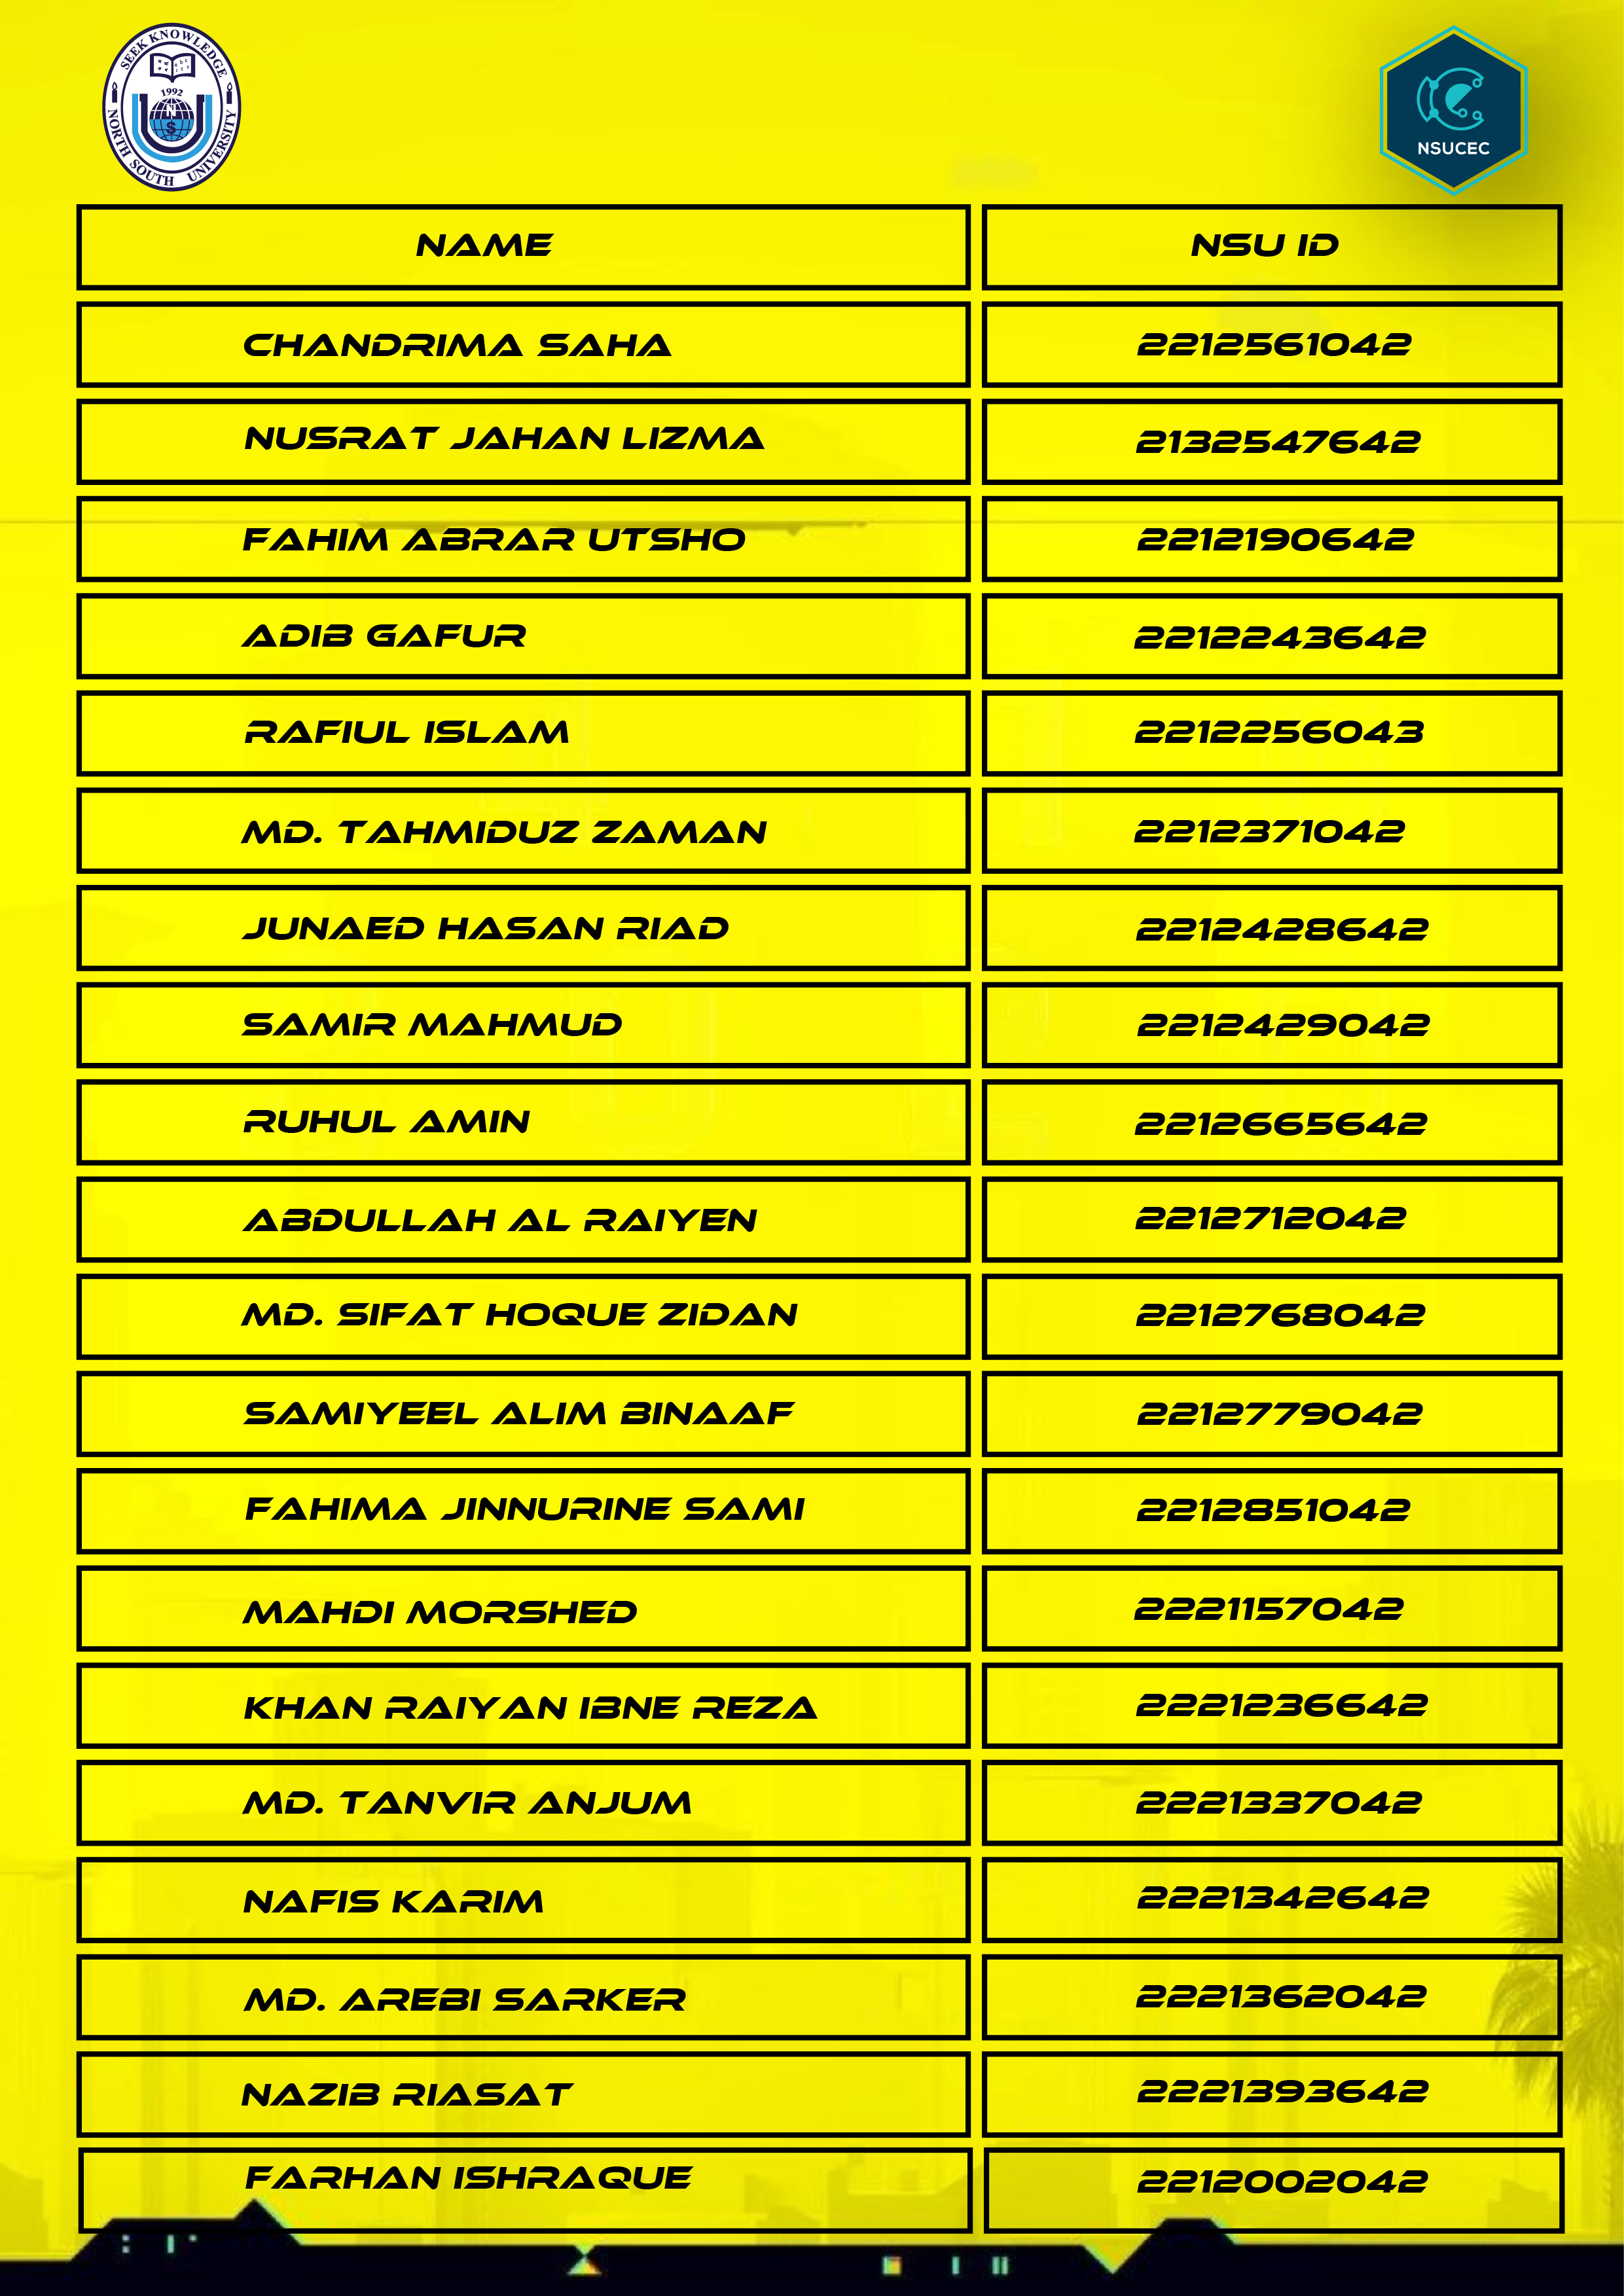 SEEK KNOWLEDGE
1992
NORTH SOUTH UNIVERSITY
NSUCEC
NAME NSU ID
CHANDRIMA SAHA 2212561042
NUSRAT JAHAN LIZMA 2132547642
FAHIM ABRAR UTSHO 2212190642
ADIB GAFUR 2212243642
RAFIUL ISLAM 2212256043
MD. TAHMIDUZ ZAMAN 2212371042
JUNAED HASAN RIAD 2212428642
SAMIR MAHMUD 2212429042
RUHUL AMIN 2212665642
ABDULLAH AL RAIYEN 2212712042
MD. SIFAT HOQUE ZIDAN 2212768042
SAMIYEEL ALIM BINAAF 2212779042
FAHIMA JINNURINE SAMI 2212851042
MAHDI MORSHED 2221157042
KHAN RAIYAN IBNE REZA 2221236642
MD. TANVIR ANJUM 2221337042
NAFIS KARIM 2221342642
MD. AREBI SARKER 2221362042
NAZIB RIASAT 2221393642
FARHAN ISHRAQUE 2212002042